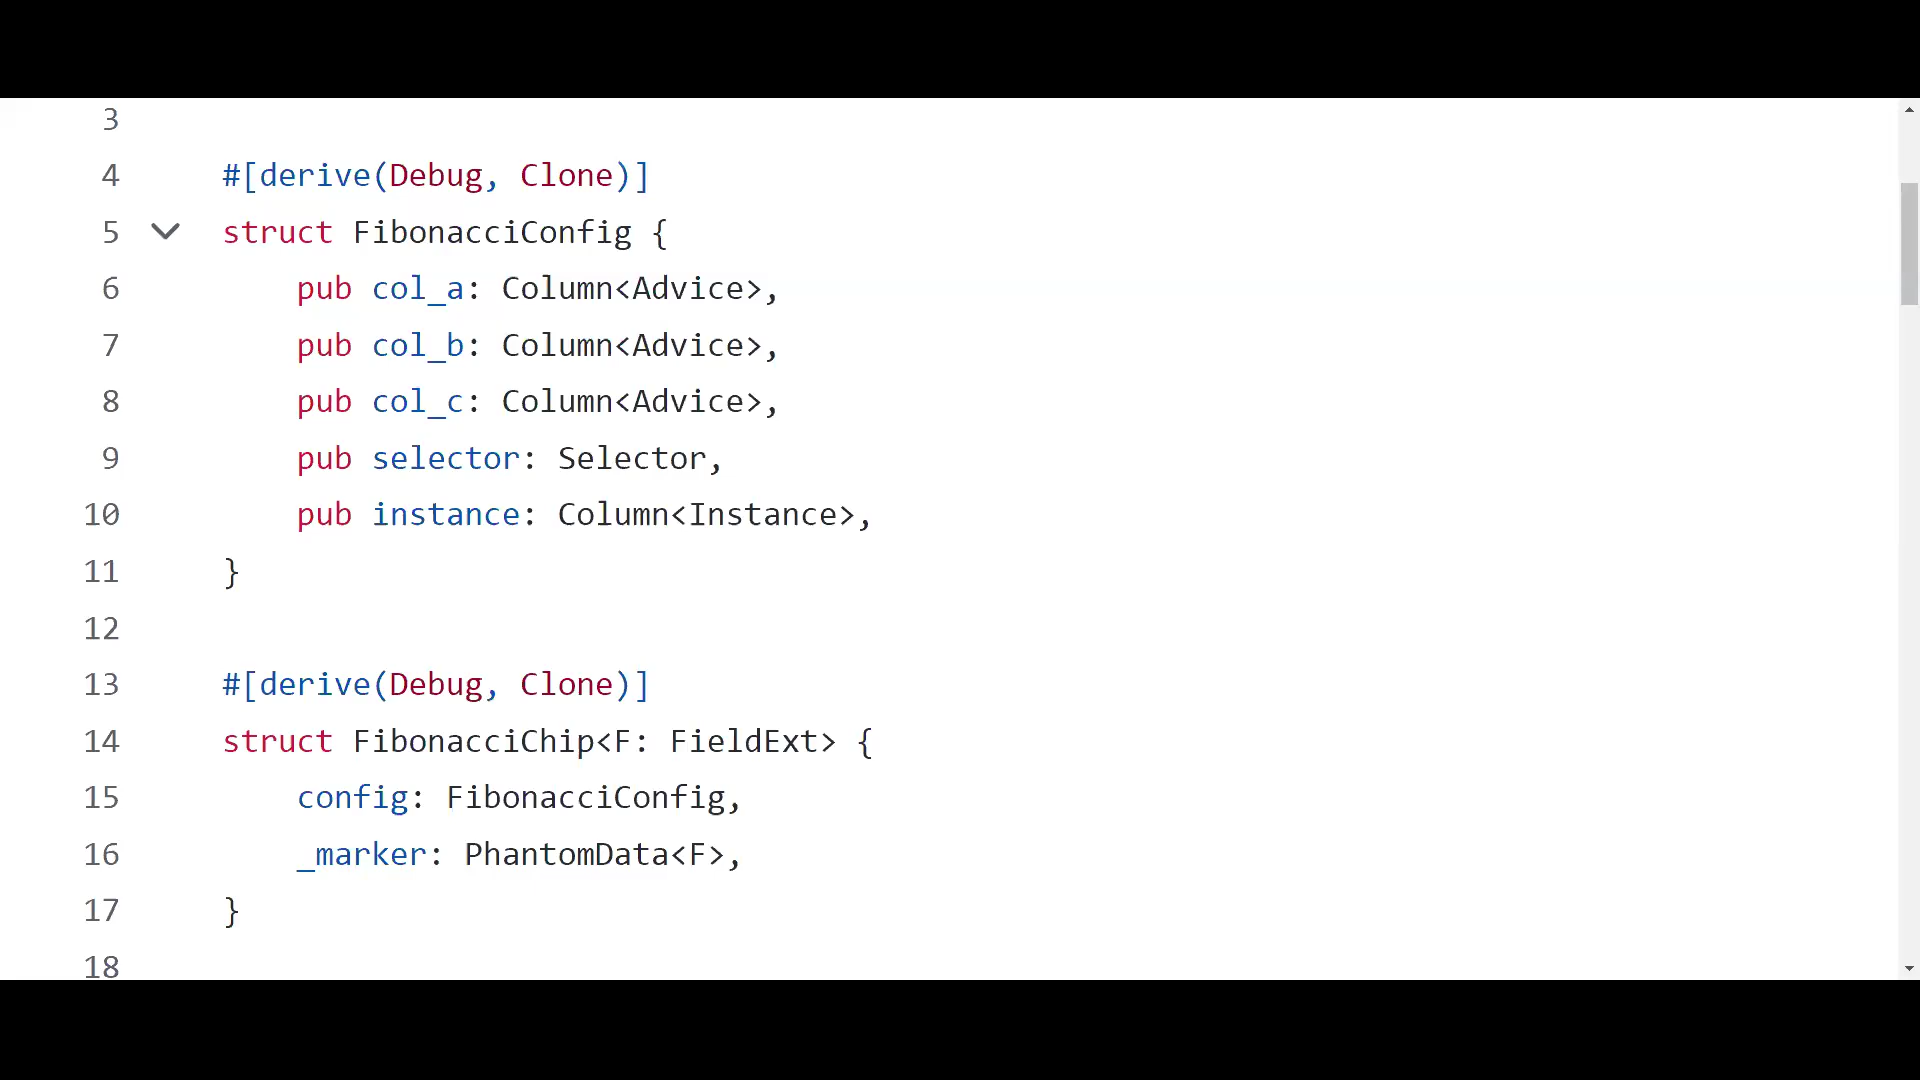 3
4 #[derive(Debug, Clone)]
5 struct FibonacciConfig {
6 pub col_a: Column<Advice>,
7 pub col_b: Column<Advice>,
8 pub col_c: Column<Advice>,
9 pub selector: Selector,
10 pub instance: Column<Instance>,
11 }
12
13 #[derive(Debug, Clone)]
14 struct FibonacciChip<F: FieldExt> {
15 config: FibonacciConfig,
16 _marker: PhantomData<F>,
17 }
18